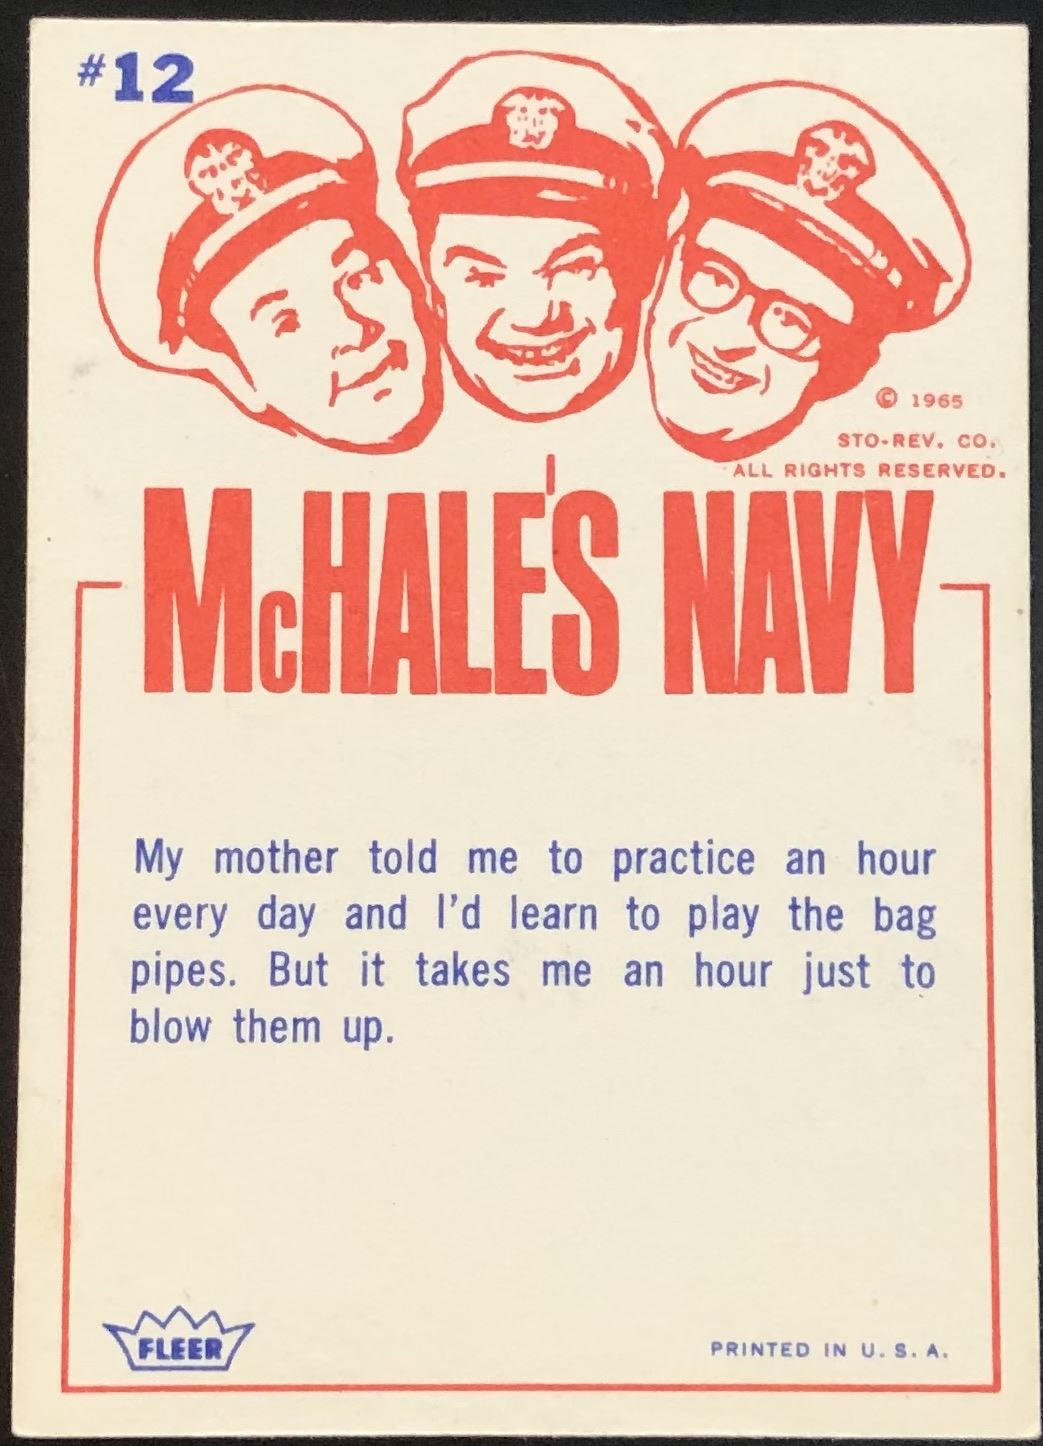 #12
© 1965
STO-REV. CO.
ALL RIGHTS RESERVED.
McHALE'S NAVY
My mother told me to practice an hour
every day and I'd learn to play the bag
pipes. But it takes me an hour just to
blow them up.
FLEER
PRINTED IN U. S. A.